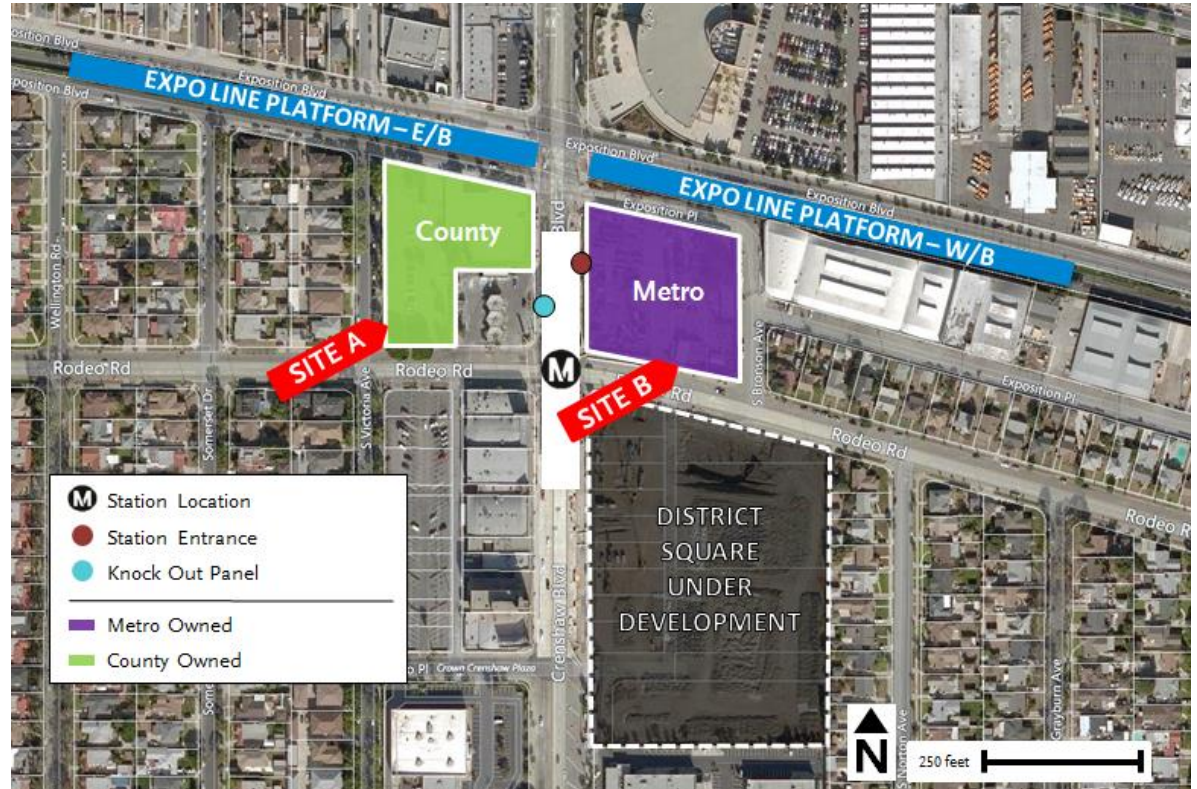 Exposition Blvd
EXPO LINE PLATFORM – E/B
Exposition Blvd
EXPO LINE PLATFORM – W/B
Exposition Blvd
Exposition Pl
County
Metro
Blvd
Wellington Rd
SITE A
SITE B
M
Rodeo Rd
Somerset Dr
S Victoria Ave
Rodeo Rd
Rd
S Bronson Ave
Exposition Pl
Rodeo Rd
Rodeo R
M Station Location
Station Entrance
Knock Out Panel
Metro Owned
County Owned
DISTRICT
SQUARE
UNDER
DEVELOPMENT
Crenshaw Blvd
o Pl
Crown Crenshaw Plaza
Som
S Norton Ave
Grayburn Ave
N
250 feet